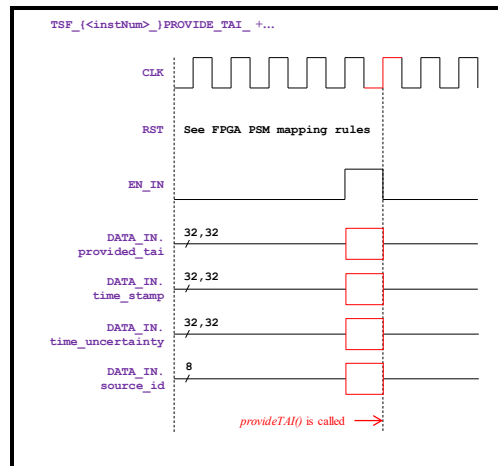 TSF_{<instNum>_}PROVIDE_TAI_ +...
CLK
RST See FPGA PSM mapping rules
EN_IN
DATA_IN. 32,32
provided_tai
DATA_IN. 32,32
time_stamp
DATA_IN. 32,32
time_uncertainty
DATA_IN. 8
source_id
provideTAI() is called